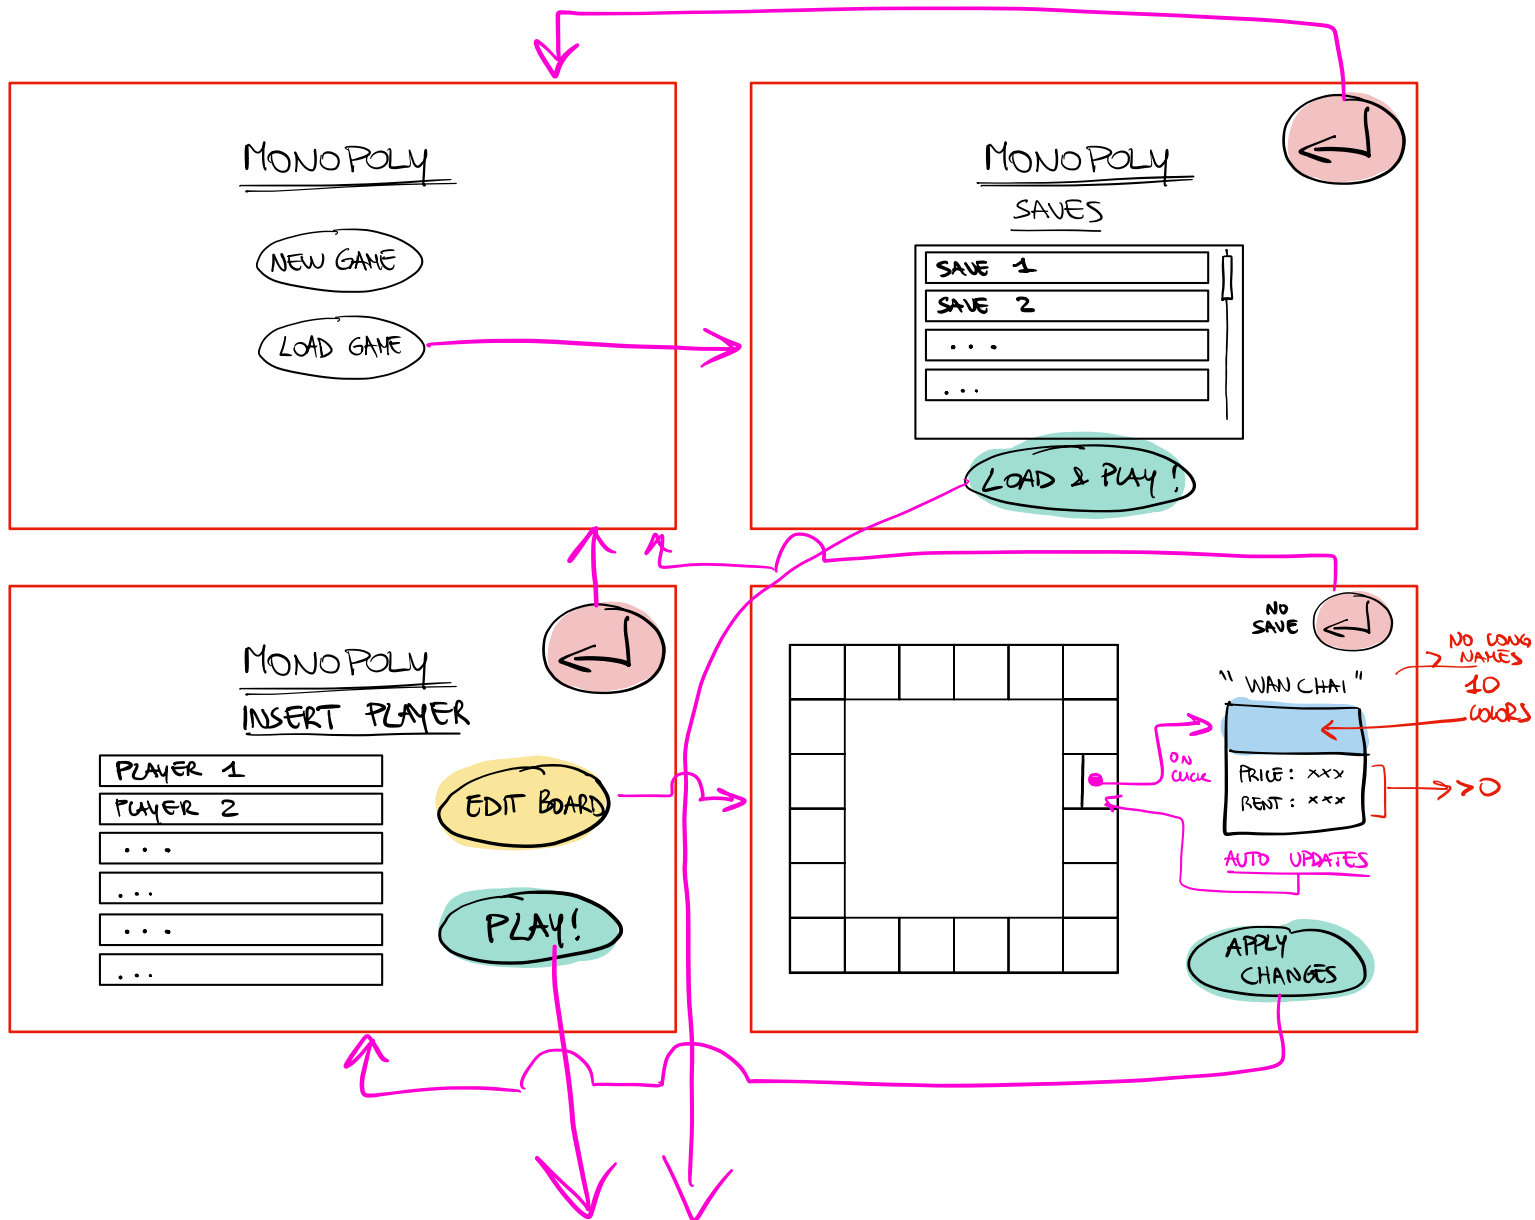 MONOPOLY
NEW GAME
LOAD GAME
MONOPOLY
SAVES
SAVE 1
SAVE 2
...
...
LOAD & PLAY!
MONOPOLY
INSERT PLAYER
PLAYER 1
PLAYER 2
...
...
...
...
EDIT BOARD
PLAY!
NO
SAVE
"WAN CHAI"
PRICE: xxx
RENT: xxx
ON
CLICK
AUTO UPDATES
APPLY
CHANGES
NO LONG
NAMES
10
COLORS
>0